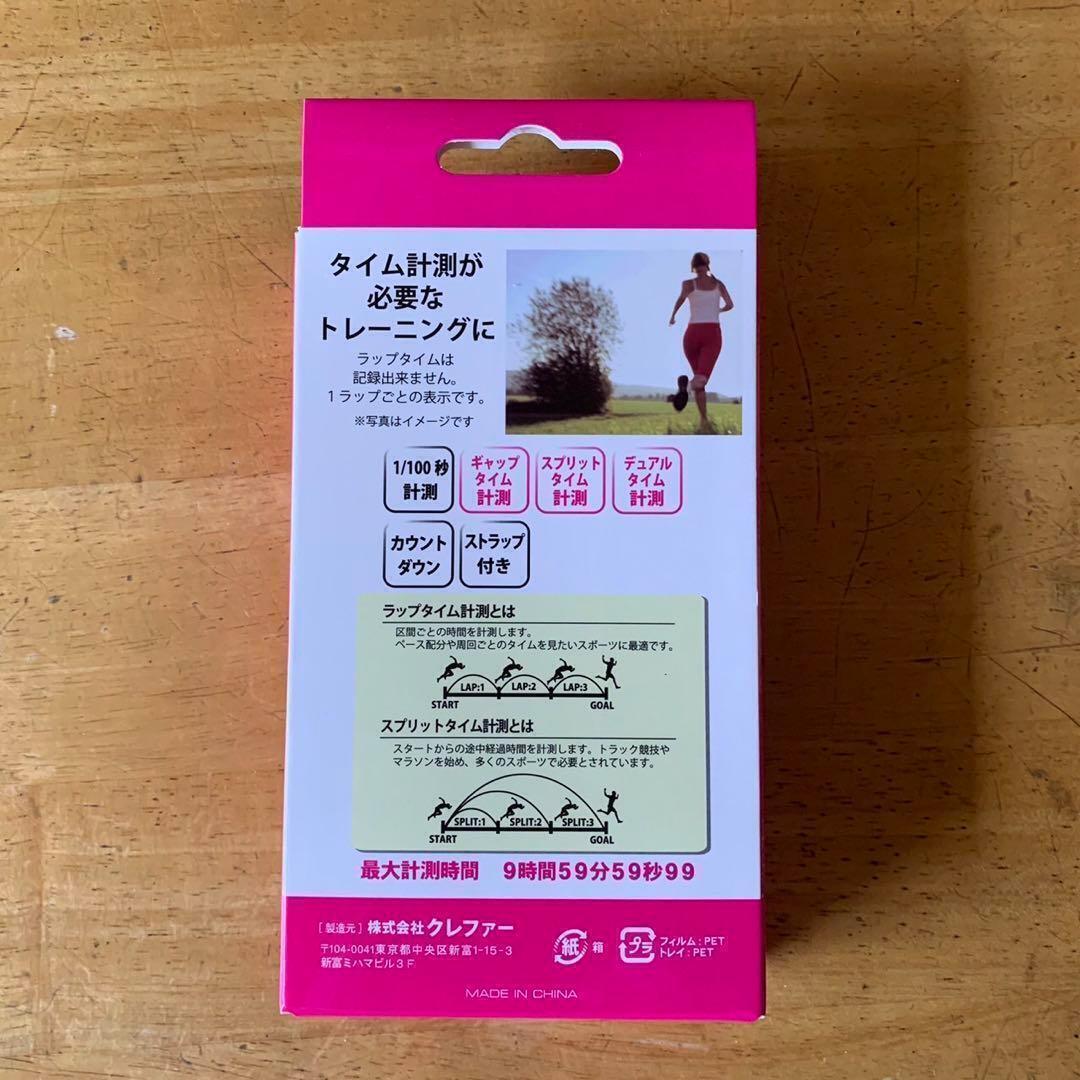 タイム計測が
必要な
トレーニングに
ラップタイムは
記録出来ません。
1ラップごとの表示です。
※写真はイメージです
1/100秒
計測
ギャップ
タイム
計測
スプリット
タイム
計測
デュアル
タイム
計測
カウント
ダウン
ストラップ
付き
ラップタイム計測とは
区間ごとの時間を計測します。
ペース配分や周回ごとのタイムを見たいスポーツに最適です。
LAP:1 LAP:2 LAP:3
START GOAL
スプリットタイム計測とは
スタートからの途中経過時間を計測します。トラック競技や
マラソンを始め、多くのスポーツで必要とされています。
SPLIT:1 SPLIT:2 SPLIT:3
START GOAL
最大計測時間 9時間59分59秒99
[製造元] 株式会社 クレファー
〒104-0041東京都中央区新富1-15-3
新富ミハマビル3F
紙 箱
プラ フィルム:PET
トレイ:PET
MADE IN CHINA